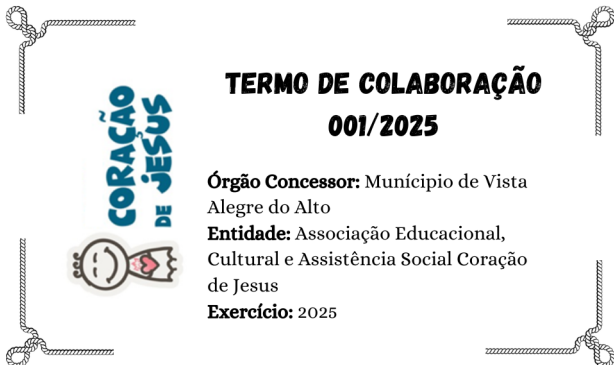 CORAÇÃO
DE JESUS
TERMO DE COLABORAÇÃO
001/2025
Órgão Concessor: Munícipio de Vista
Alegre do Alto
Entidade: Associação Educacional,
Cultural e Assistência Social Coração
de Jesus
Exercício: 2025